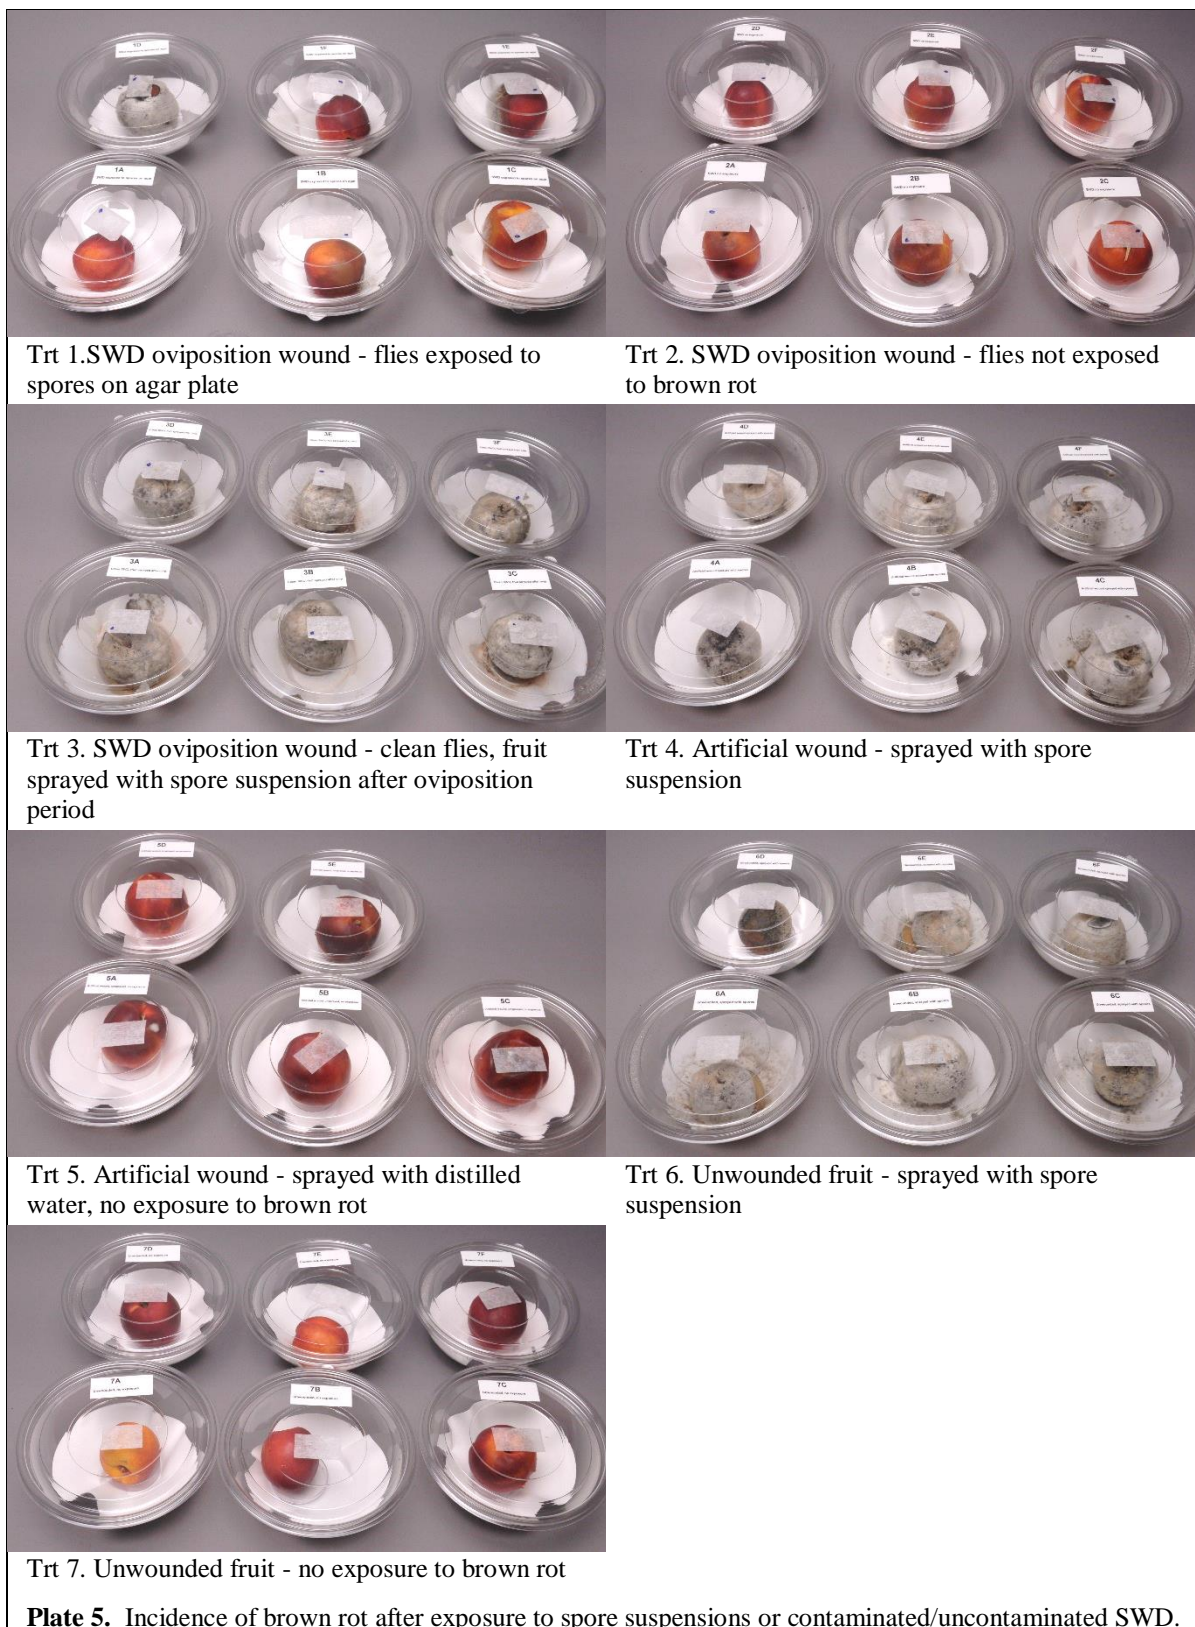 1D
1F
1E
1A
1B
1C
2D
2E
2F
2A
2B
2C
Trt 1.SWD oviposition wound - flies exposed to
spores on agar plate
Trt 2. SWD oviposition wound - flies not exposed
to brown rot
3D
3E
3F
3A
3B
3C
4D
4E
4F
4A
4B
4C
Trt 3. SWD oviposition wound - clean flies, fruit
sprayed with spore suspension after oviposition
period
Trt 4. Artificial wound - sprayed with spore
suspension
5D
5E
5A
5B
5C
6D
6E
6F
6A
6B
6C
Trt 5. Artificial wound - sprayed with distilled
water, no exposure to brown rot
Trt 6. Unwounded fruit - sprayed with spore
suspension
7D
7E
7F
7A
7B
7C
Trt 7. Unwounded fruit - no exposure to brown rot
Plate 5. Incidence of brown rot after exposure to spore suspensions or contaminated/uncontaminated SWD.